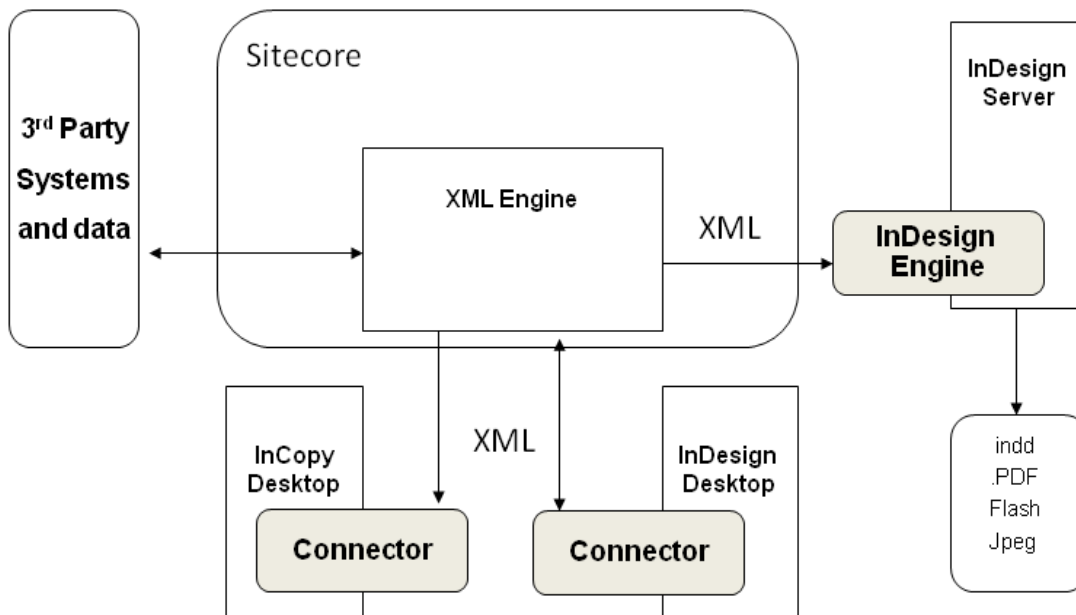 Sitecore
3rd Party
Systems
and data
XML Engine
XML
InDesign
Server
InDesign
Engine
InCopy
Desktop
Connector
XML
InDesign
Desktop
Connector
indd
.PDF
Flash
Jpeg